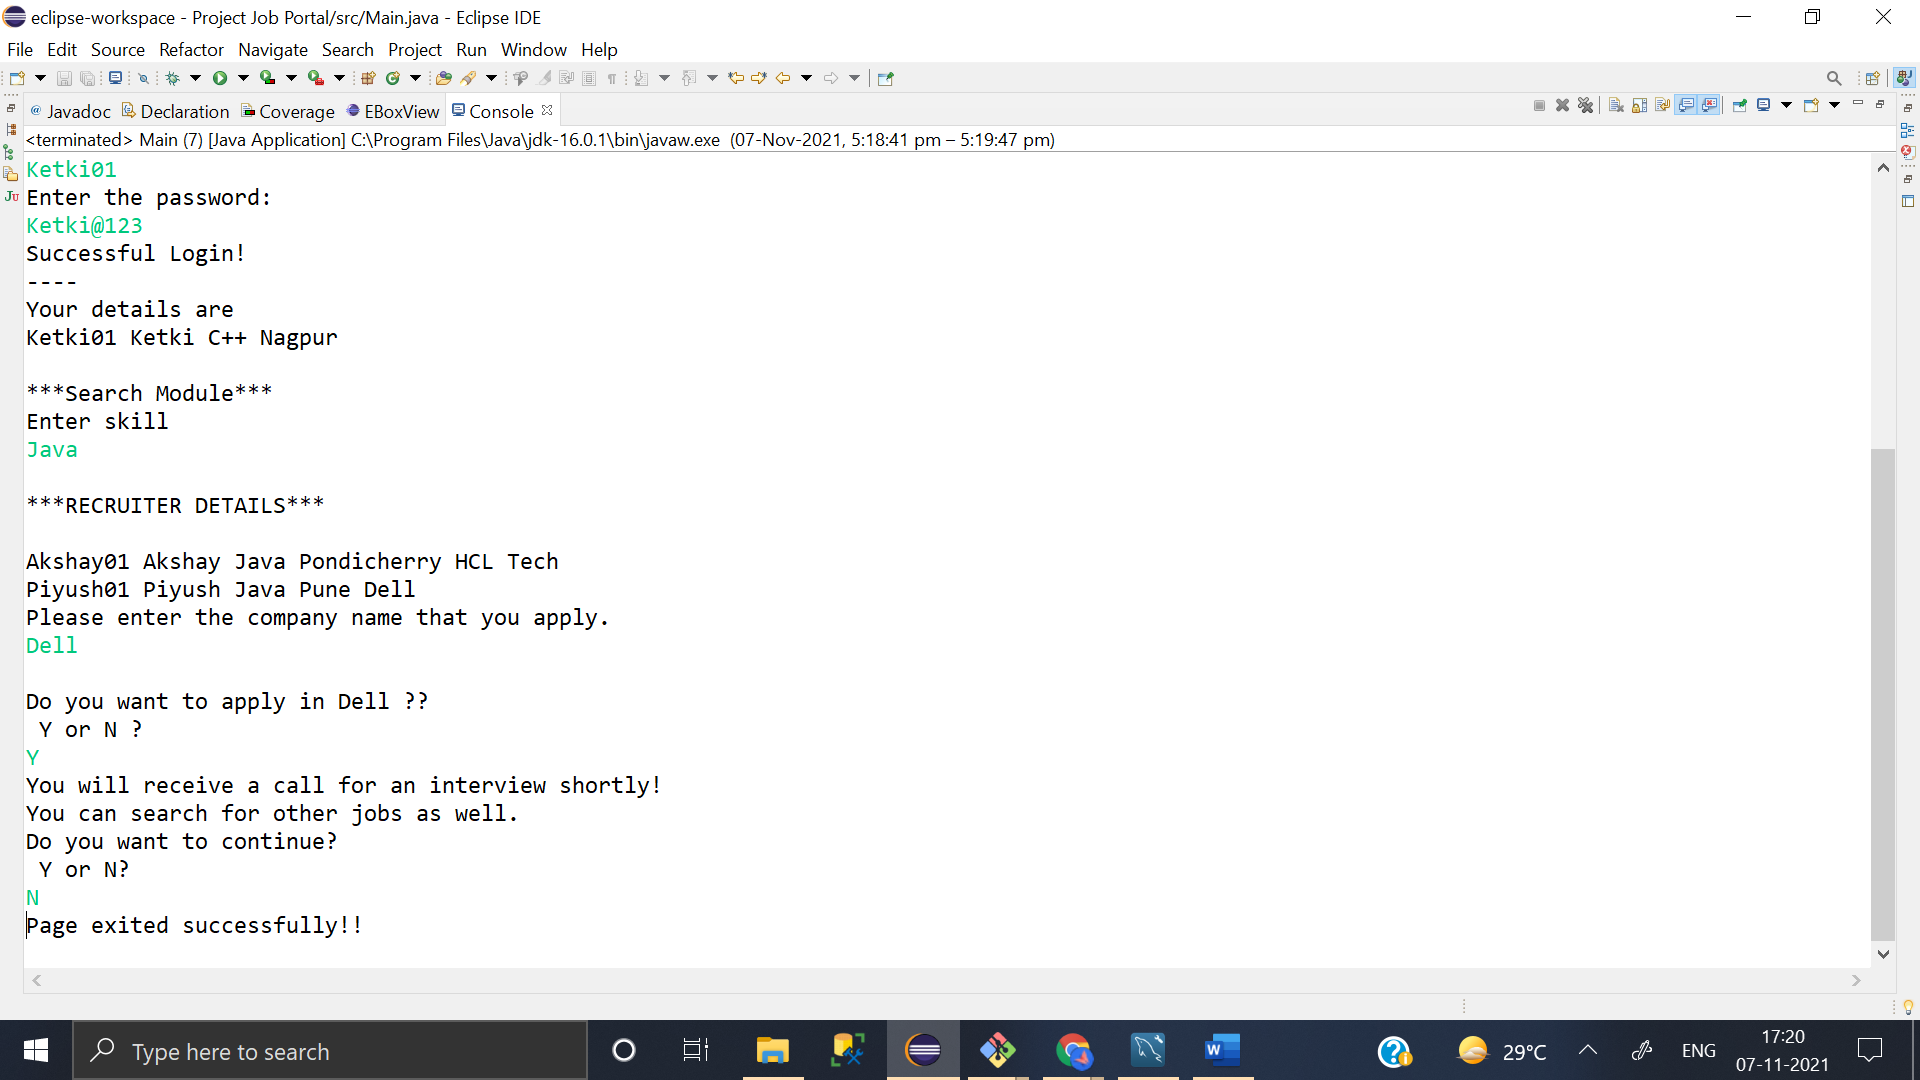 eclipse-workspace - Project Job Portal/src/Main.java - Eclipse IDE
File Edit Source Refactor Navigate Search Project Run Window Help
@ Javadoc Declaration Coverage EBoxView Console
<terminated> Main (7) [Java Application] C:\Program Files\Java\jdk-16.0.1\bin\javaw.exe (07-Nov-2021, 5:18:41 pm – 5:19:47 pm)
Ketki01
Enter the password:
Ketki@123
Successful Login!
----
Your details are
Ketki01 Ketki C++ Nagpur
***Search Module***
Enter skill
Java
***RECRUITER DETAILS***
Akshay01 Akshay Java Pondicherry HCL Tech
Piyush01 Piyush Java Pune Dell
Please enter the company name that you apply.
Dell
Do you want to apply in Dell ??
Y or N ?
Y
You will receive a call for an interview shortly!
You can search for other jobs as well.
Do you want to continue?
Y or N?
N
Page exited successfully!!
Type here to search
29°C
ENG
17:20
07-11-2021